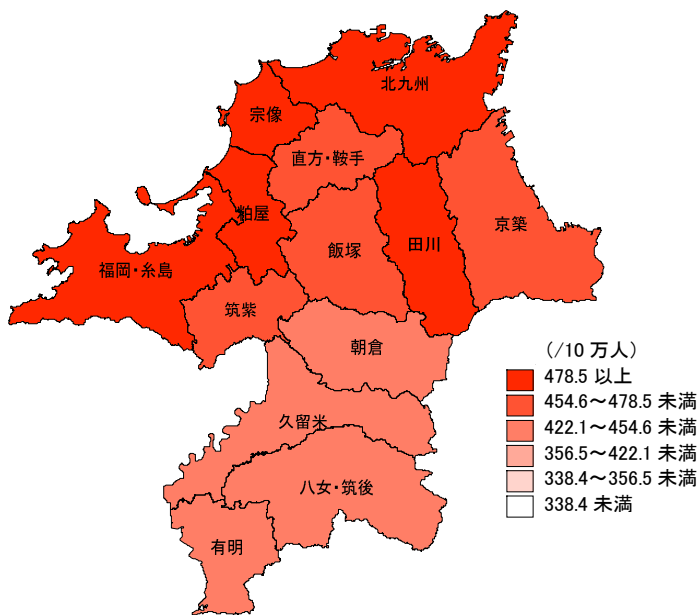 北九州
宗像
直方・鞍手
粕屋
京築
田川
飯塚
福岡・糸島
筑紫
朝倉
久留米
八女・筑後
有明
(/10 万人)
478.5 以上
454.6～478.5 未満
422.1～454.6 未満
356.5～422.1 未満
338.4～356.5 未満
338.4 未満